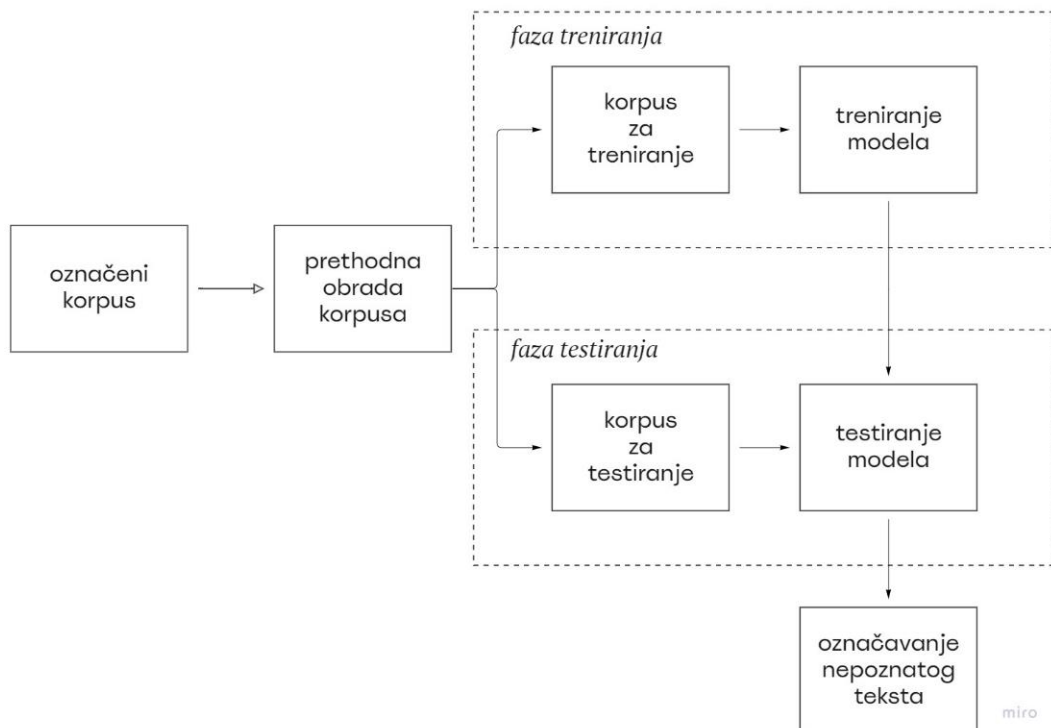 faza treniranja
korpus
za
treniranje
treniranje
modela
označeni
korpus
prethodna
obrada
korpusa
faza testiranja
korpus
za
testiranje
testiranje
modela
označavanje
nepoznatog
teksta
miro